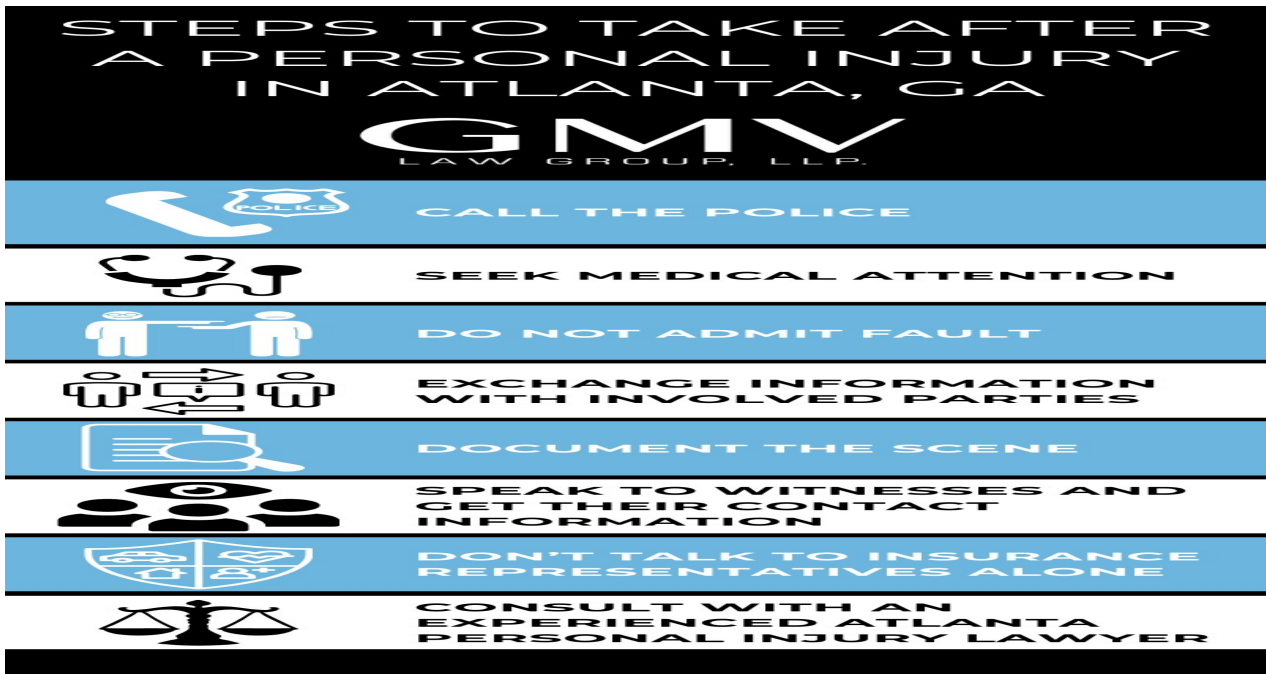 STEPS TO TAKE AFTER
A PERSONAL INJURY
IN ATLANTA, GA
GMV
LAW GROUP, LLP.
POLICE
CALL THE POLICE
SEEK MEDICAL ATTENTION
DO NOT ADMIT FAULT
EXCHANGE INFORMATION
WITH INVOLVED PARTIES
DOCUMENT THE SCENE
SPEAK TO WITNESSES AND
GET THEIR CONTACT
INFORMATION
DON'T TALK TO INSURANCE
REPRESENTATIVES ALONE
CONSULT WITH AN
EXPERIENCED ATLANTA
PERSONAL INJURY LAWYER